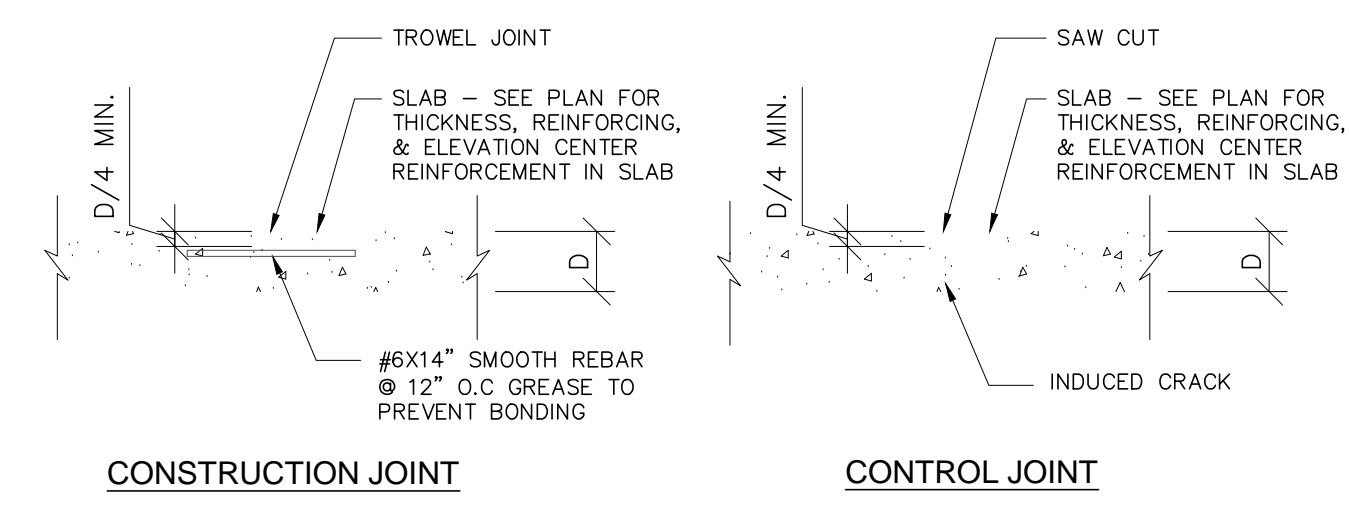 TROWEL JOINT
SLAB – SEE PLAN FOR
THICKNESS, REINFORCING,
& ELEVATION CENTER
REINFORCEMENT IN SLAB
D/4 MIN.
D
#6X14" SMOOTH REBAR
@ 12" O.C GREASE TO
PREVENT BONDING
CONSTRUCTION JOINT
SAW CUT
SLAB – SEE PLAN FOR
THICKNESS, REINFORCING,
& ELEVATION CENTER
REINFORCEMENT IN SLAB
D/4 MIN.
D
INDUCED CRACK
CONTROL JOINT